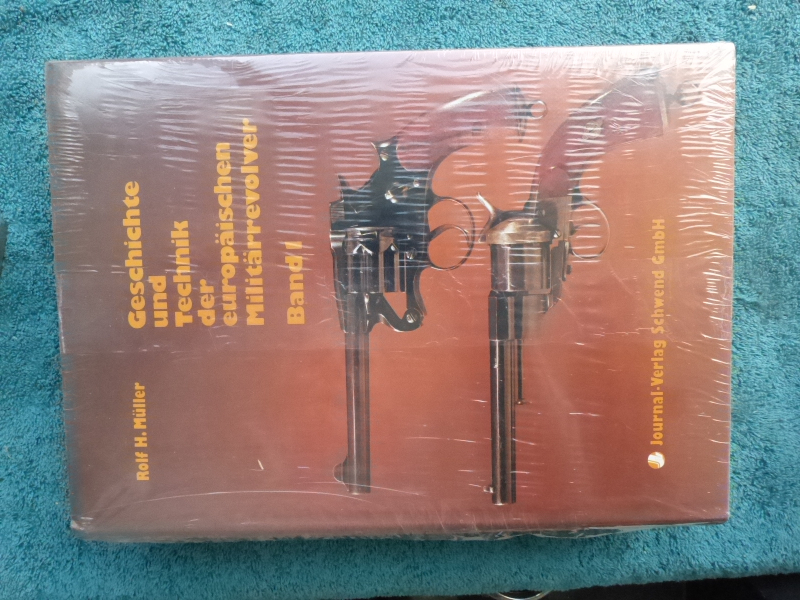 Rolf H. Müller
Geschichte
und
Technik
der
europäischen
Militärrevolver
Band I
Journal-Verlag Schwend GmbH